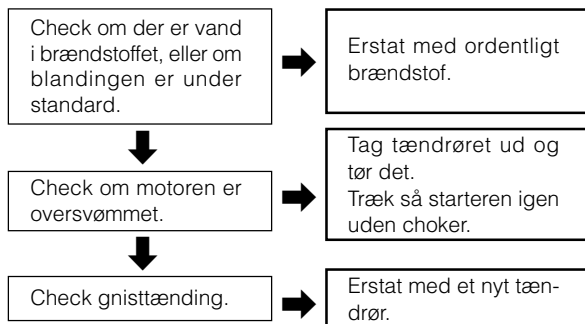 Check om der er vand
i brændstoffet, eller om
blandingen er under
standard.
Erstat med ordentligt
brændstof.
Check om motoren er
oversvømmet.
Tag tændrøret ud og
tør det.
Træk så starteren igen
uden choker.
Check gnisttænding.
Erstat med et nyt tæn-
drør.